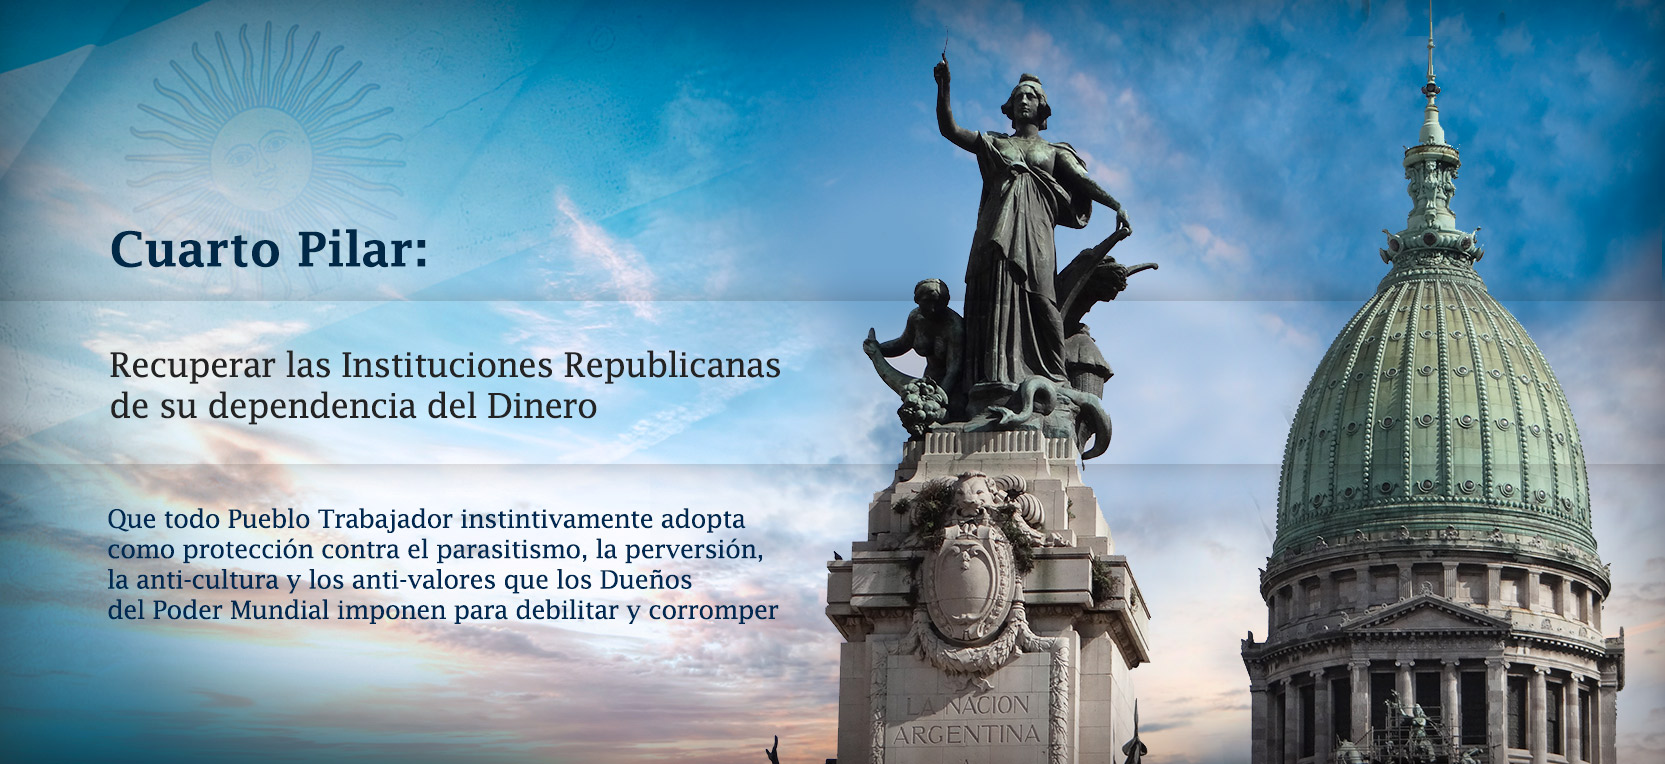 Cuarto Pilar:
Recuperar las Instituciones Republicanas
de su dependencia del Dinero
Que todo Pueblo Trabajador instintivamente adopta
como protección contra el parasitismo, la perversión,
la anti-cultura y los anti-valores que los Dueños
del Poder Mundial imponen para debilitar y corromper
LA NACION
ARGENTINA
A